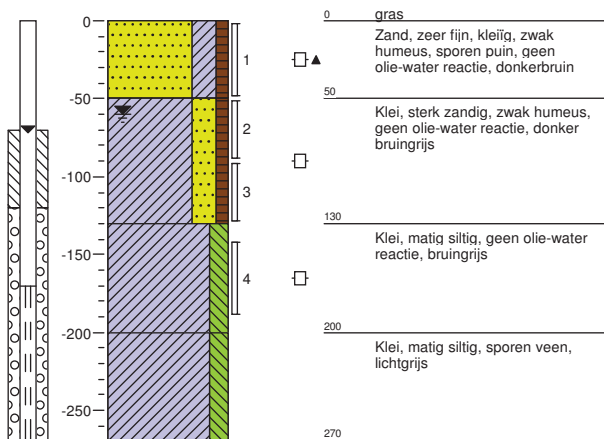 0
-50
-100
-150
-200
-250
1
2
3
4
0
gras
Zand, zeer fijn, kleiïg, zwak
humeus, sporen puin, geen
olie-water reactie, donkerbruin
50
Klei, sterk zandig, zwak humeus,
geen olie-water reactie, donker
bruingrijs
130
Klei, matig siltig, geen olie-water
reactie, bruingrijs
200
Klei, matig siltig, sporen veen,
lichtgrijs
270